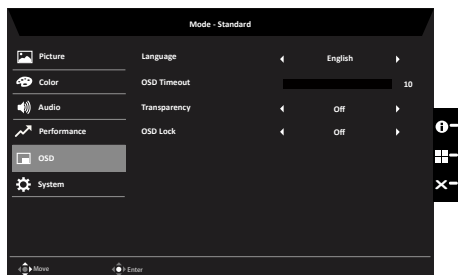 Mode - Standard
Picture
Language English
Color
OSD Timeout 10
Audio
Transparency Off
Performance
OSD Lock Off
OSD
System
Move Enter